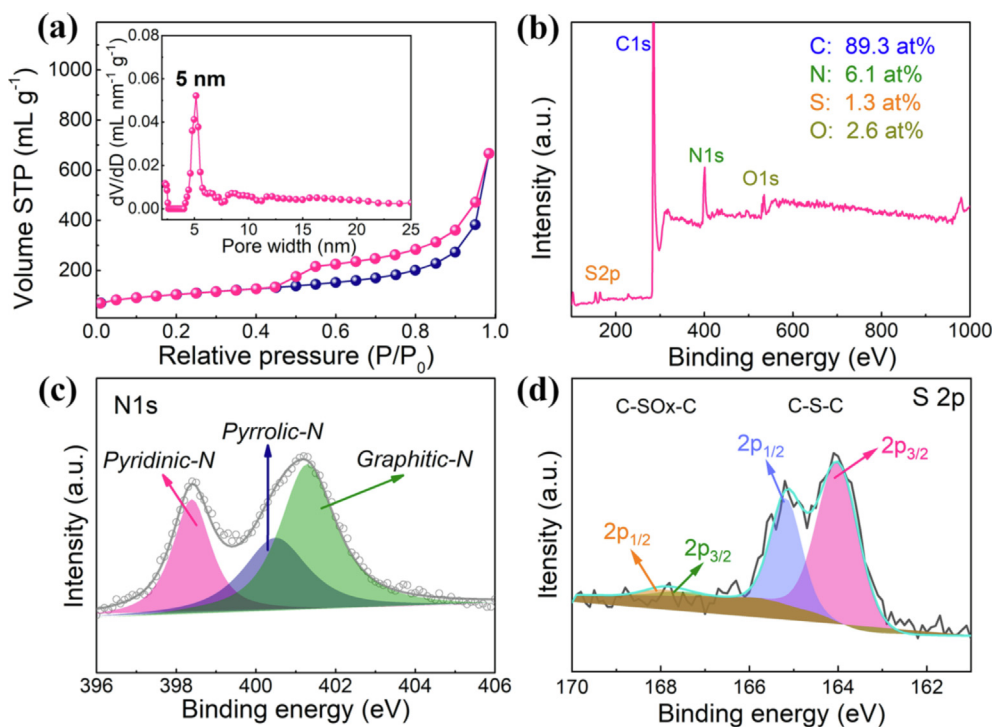 (a)
Volume STP (mL g⁻¹)
1000
800
600
400
200
0.0 0.2 0.4 0.6 0.8 1.0
Relative pressure (P/P₀)
dV/dD (mL nm⁻¹ g⁻¹)
0.08
0.06
0.04
0.02
0.00
5 nm
5 10 15 20 25
Pore width (nm)
(b)
Intensity (a.u.)
C1s
N1s
O1s
S2p
C: 89.3 at%
N: 6.1 at%
S: 1.3 at%
O: 2.6 at%
200 400 600 800 1000
Binding energy (eV)
(c)
N1s
Intensity (a.u.)
Pyridinic-N
Pyrrolic-N
Graphitic-N
396 398 400 402 404 406
Binding energy (eV)
(d)
S 2p
Itensity (a.u.)
C-SOx-C
C-S-C
2p1/2
2p3/2
2p1/2
2p3/2
170 168 166 164 162
Binding energy (eV)